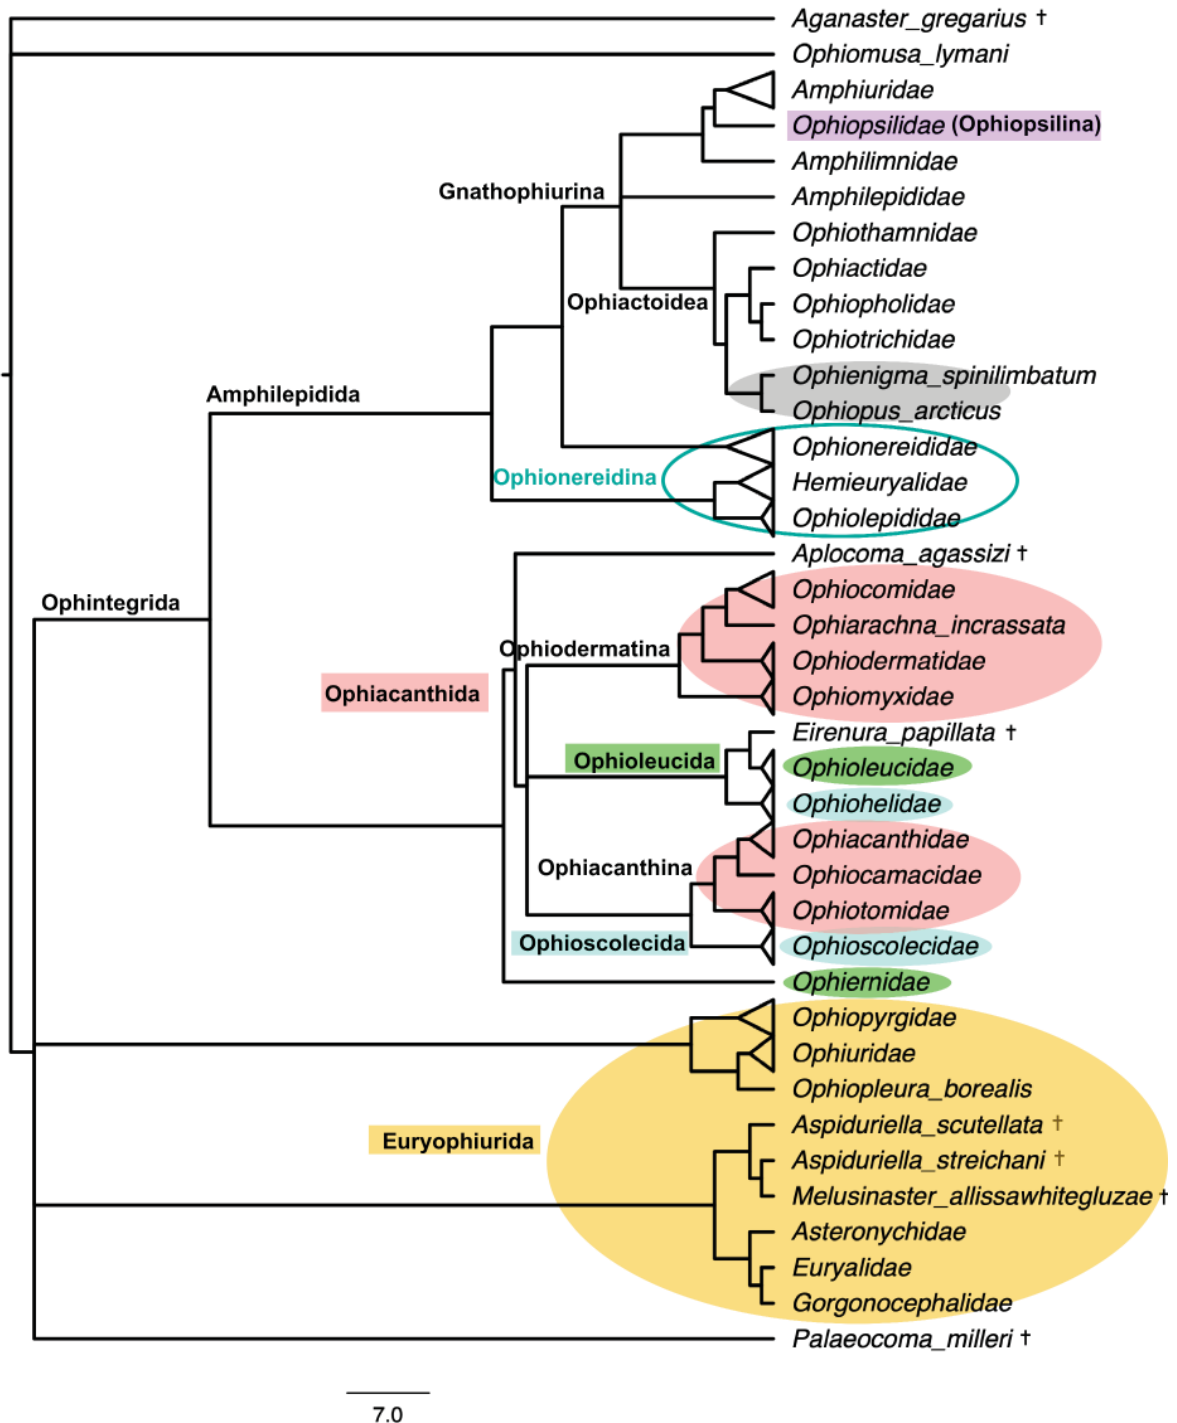 Aganaster_gregarius †
Ophiomusa_lymani
Amphiuridae
Ophiopsilidae (Ophiopsilina)
Amphilimnidae
Gnathophiurina
Amphilepididae
Ophiothamnidae
Ophiactidae
Ophiactoidea
Ophiopholidae
Ophiotrichidae
Ophienigma_spinilimbatum
Amphilepidida
Ophiopus_arcticus
Ophionereididae
Ophionereidina
Hemieuryalidae
Ophiolepididae
Aplocoma_agassizi †
Ophiocomidae
Ophintegrida
Ophiarachna_incrassata
Ophiodermatina
Ophiodermatidae
Ophiacanthida
Ophiomyxidae
Eirenura_papillata †
Ophioleucida
Ophioleucidae
Ophiohelidae
Ophiacanthidae
Ophiacanthina
Ophiocamacidae
Ophiotomidae
Ophioscolecida
Ophioscolecidae
Ophiernidae
Ophiopyrgidae
Ophiuridae
Ophiopleura_borealis
Aspiduriella_scutellata †
Euryophiurida
Aspiduriella_streichani †
Melusinaster_allissawhitegluzae †
Asteronychidae
Euryalidae
Gorgonocephalidae
Palaeocoma_milleri †
7.0